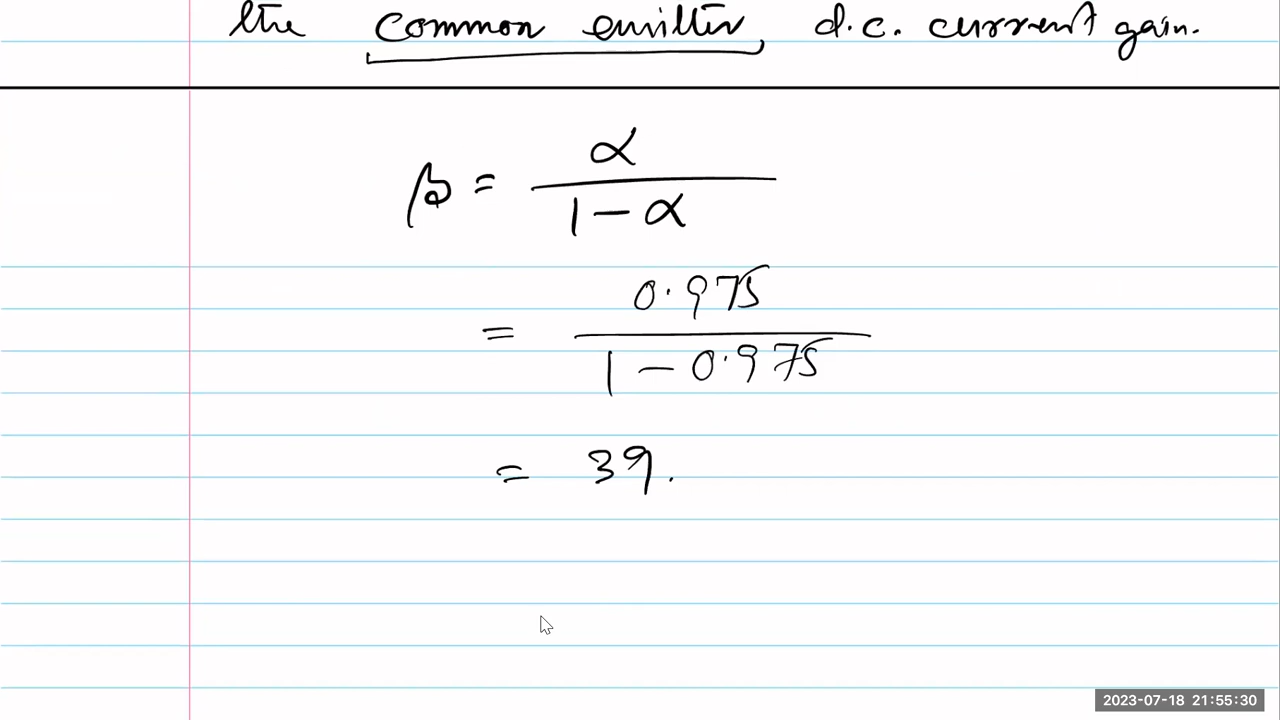 the common emitter, d.c. current gain.
β = α / 1 - α
= 0.975 / 1 - 0.975
= 39.
2023-07-18 21:55:30